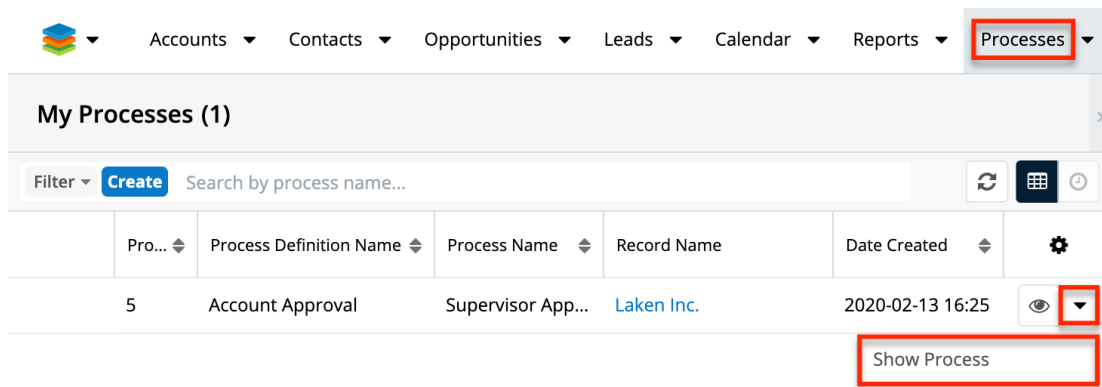 Accounts Contacts Opportunities Leads Calendar Reports Processes
My Processes (1)
Filter Create Search by process name...
Pro... Process Definition Name Process Name Record Name Date Created
5 Account Approval Supervisor App... Laken Inc. 2020-02-13 16:25
Show Process